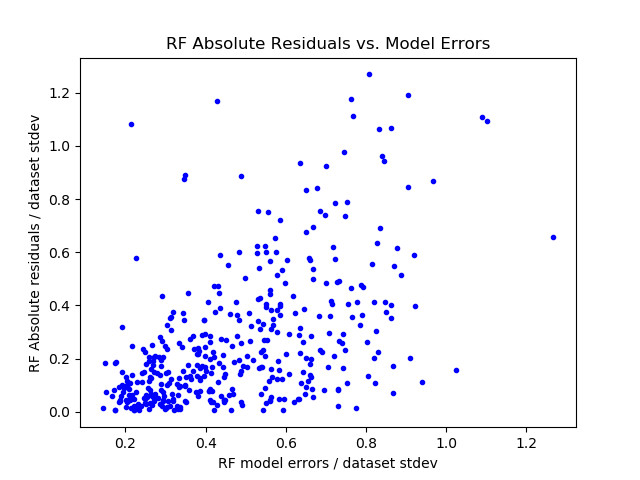 RF Absolute Residuals vs. Model Errors
1.2
1.0
0.8
0.6
0.4
0.2
0.0
RF Absolute residuals / dataset stdev
0.2 0.4 0.6 0.8 1.0 1.2
RF model errors / dataset stdev